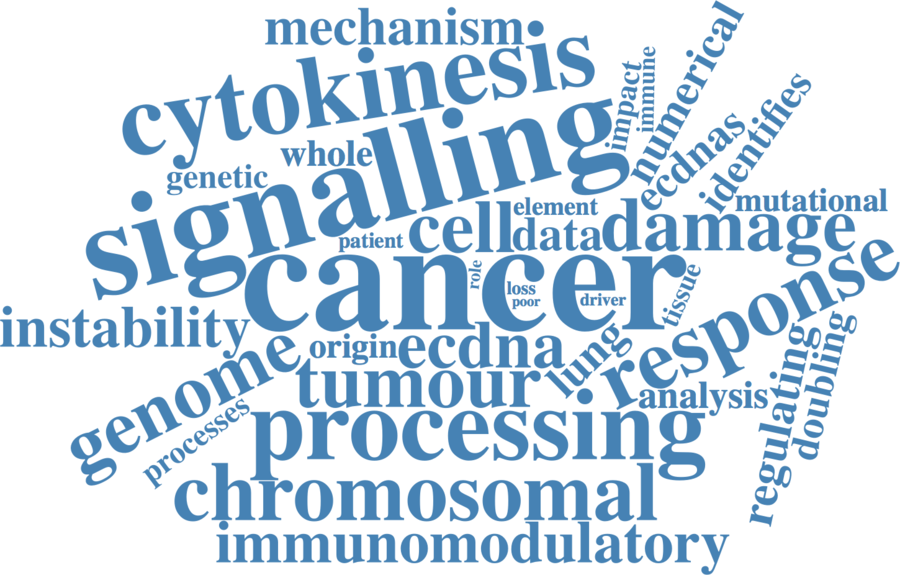 mechanism
numerical
cytokinesis
impact
immune
ecdnas
identifies
signalling
whole
genetic
element
mutational
patient
cell
data
damage
cancer
role
loss
poor
driver
tissue
response
instability
origin
ecdna
lung
genome
tumour
analysis
regulating
doubling
processes
processing
chromosomal
immunomodulatory